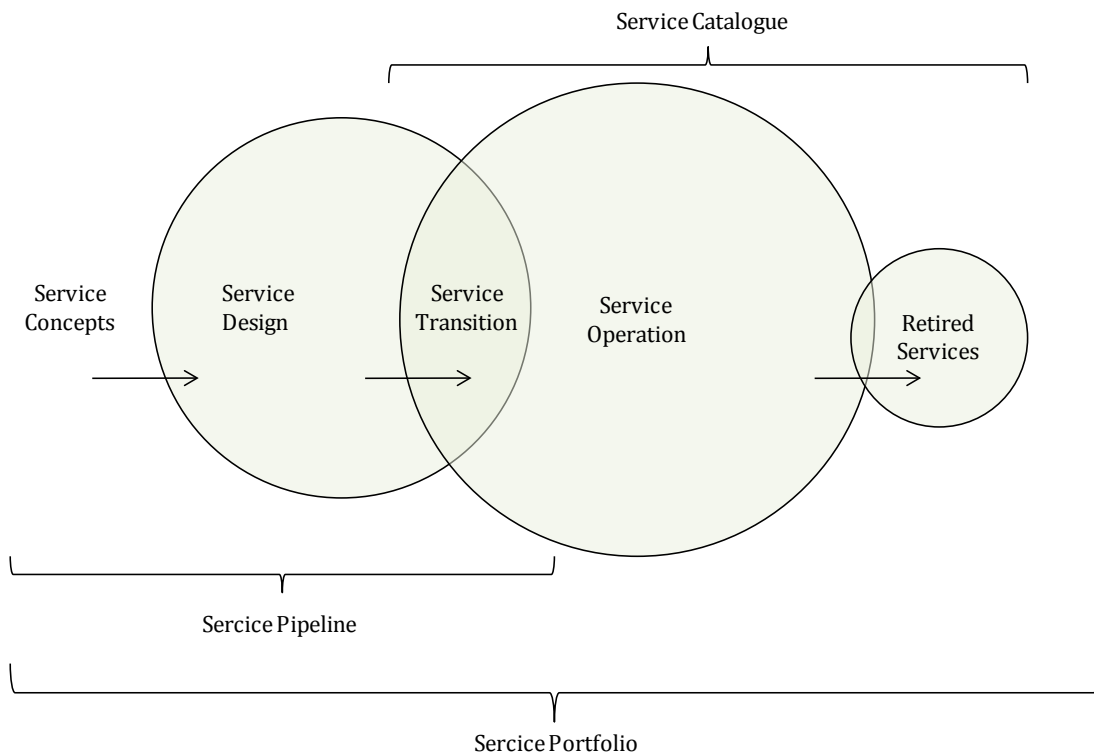 Service Catalogue
Service
Concepts
Service
Design
Service
Transition
Service
Operation
Retired
Services
Sercice Pipeline
Sercice Portfolio